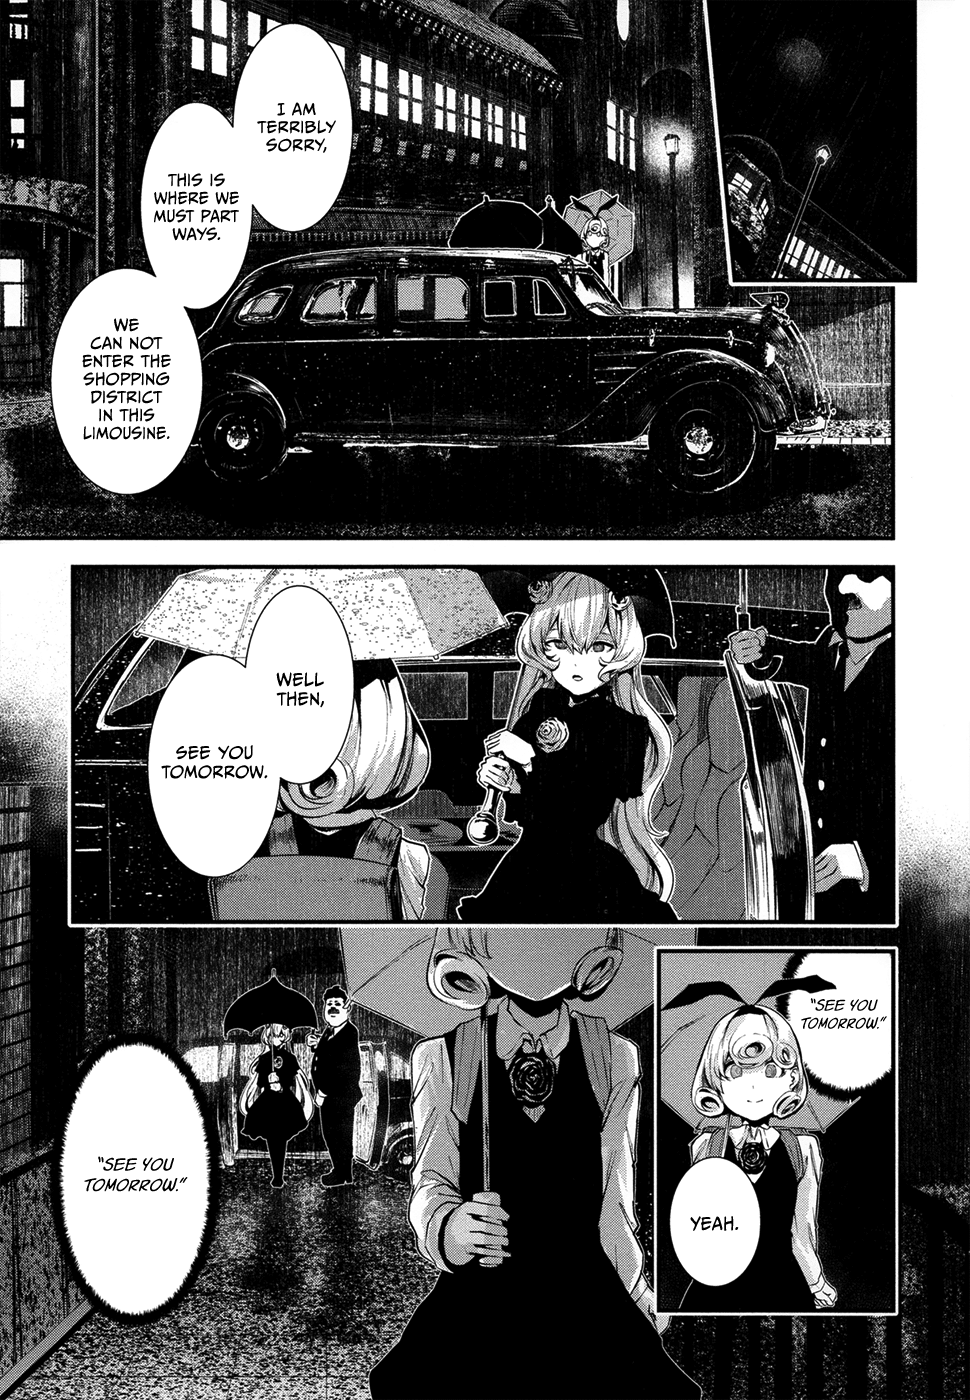 I AM
TERRIBLY
SORRY,
THIS IS
WHERE WE
MUST PART
WAYS.
WE
CAN NOT
ENTER THE
SHOPPING
DISTRICT
IN THIS
LIMOUSINE.
WELL
THEN,
SEE YOU
TOMORROW.
"SEE YOU
TOMORROW."
YEAH.
"SEE YOU
TOMORROW."